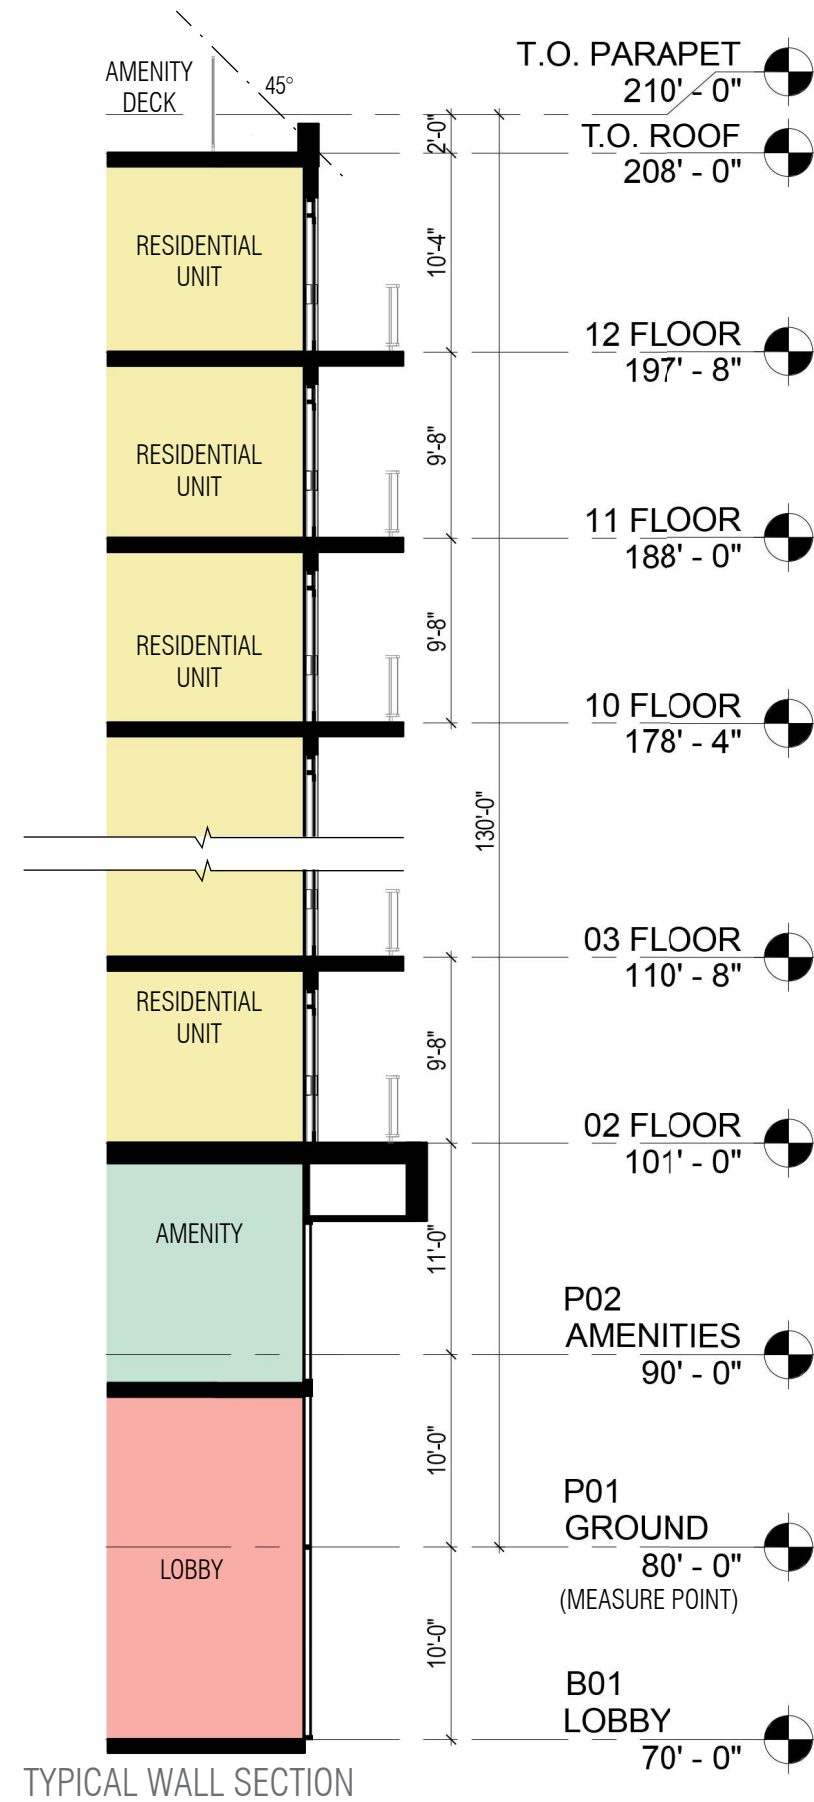 T.O. PARAPET
210' - 0"
AMENITY
DECK
45°
2'-0"
T.O. ROOF
208' - 0"
RESIDENTIAL
UNIT
10'-4"
12 FLOOR
197' - 8"
RESIDENTIAL
UNIT
9'-8"
11 FLOOR
188' - 0"
RESIDENTIAL
UNIT
9'-8"
10 FLOOR
178' - 4"
130'-0"
03 FLOOR
110' - 8"
RESIDENTIAL
UNIT
9'-8"
02 FLOOR
101' - 0"
AMENITY
11'-0"
P02
AMENITIES
90' - 0"
10'-0"
P01
GROUND
80' - 0"
(MEASURE POINT)
LOBBY
10'-0"
B01
LOBBY
70' - 0"
TYPICAL WALL SECTION